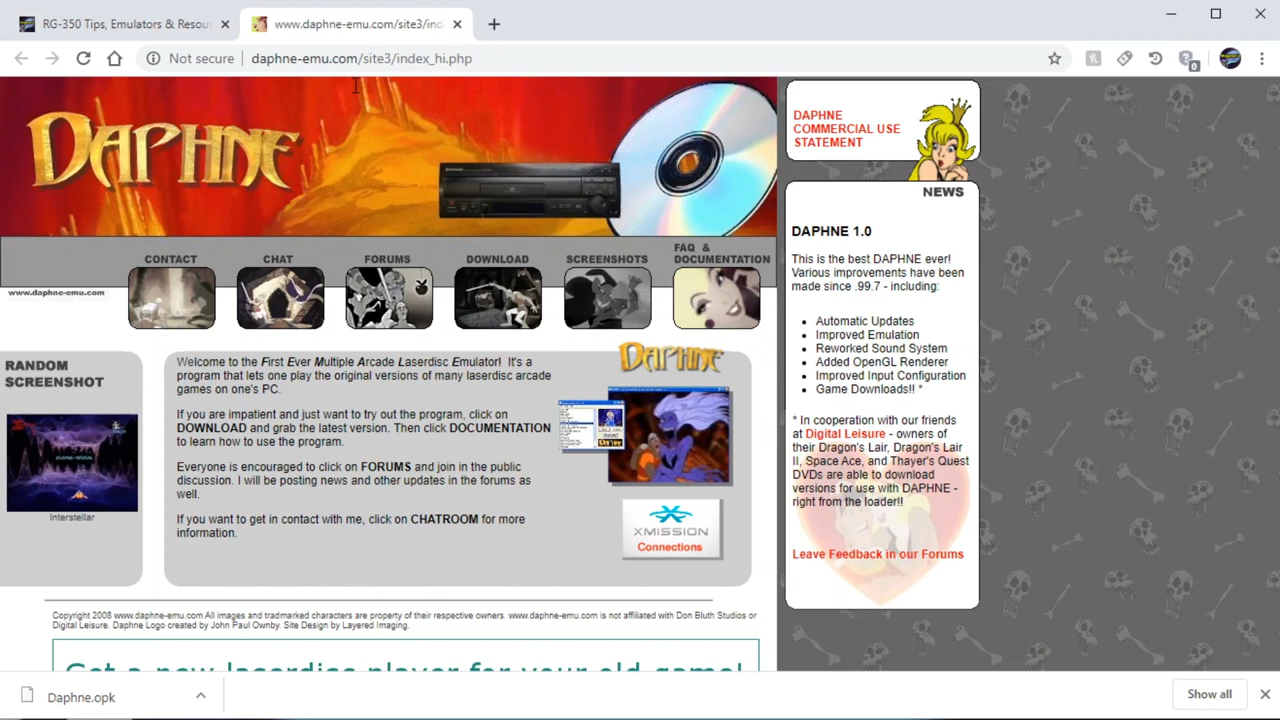 RG-350 Tips, Emulators & Resou
www.daphne-emu.com/site3/ind
Not secure
daphne-emu.com/site3/index_hi.php
0
DAPHNE
CONTACT
CHAT
FORUMS
DOWNLOAD
SCREENSHOTS
FAQ &
DOCUMENTATION
www.daphne-emu.com
RANDOM
SCREENSHOT
Interstellar
Welcome to the First Ever Multiple Arcade Laserdisc Emulator! It's a
program that lets one play the original versions of many laserdisc arcade
games on one's PC.
If you are impatient and just want to try out the program, click on
DOWNLOAD and grab the latest version. Then click DOCUMENTATION
to learn how to use the program.
Everyone is encouraged to click on FORUMS and join in the public
discussion. I will be posting news and other updates in the forums as
well.
If you want to get in contact with me, click on CHATROOM for more
information.
DAPHNE
XMISSION
Connections
DAPHNE
COMMERCIAL USE
STATEMENT
NEWS
DAPHNE 1.0
This is the best DAPHNE ever!
Various improvements have been
made since .99.7 - including:
• Automatic Updates
• Improved Emulation
• Reworked Sound System
• Added OpenGL Renderer
• Improved Input Configuration
• Game Downloads!! *
* In cooperation with our friends
at Digital Leisure - owners of
their Dragon's Lair, Dragon's Lair
II, Space Ace, and Thayer's Quest
DVDs are able to download
versions for use with DAPHNE -
right from the loader!!
Leave Feedback in our Forums
Copyright 2008 www.daphne-emu.com All images and tradmarked characters are property of their respective owners. www.daphne-emu.com is not affiliated with Don Bluth Studios or
Digital Leisure. Daphne Logo created by John Paul Ownby. Site Design by Layered Imaging.
Get a new laserdisc player for your old game!
Daphne.opk
Show all